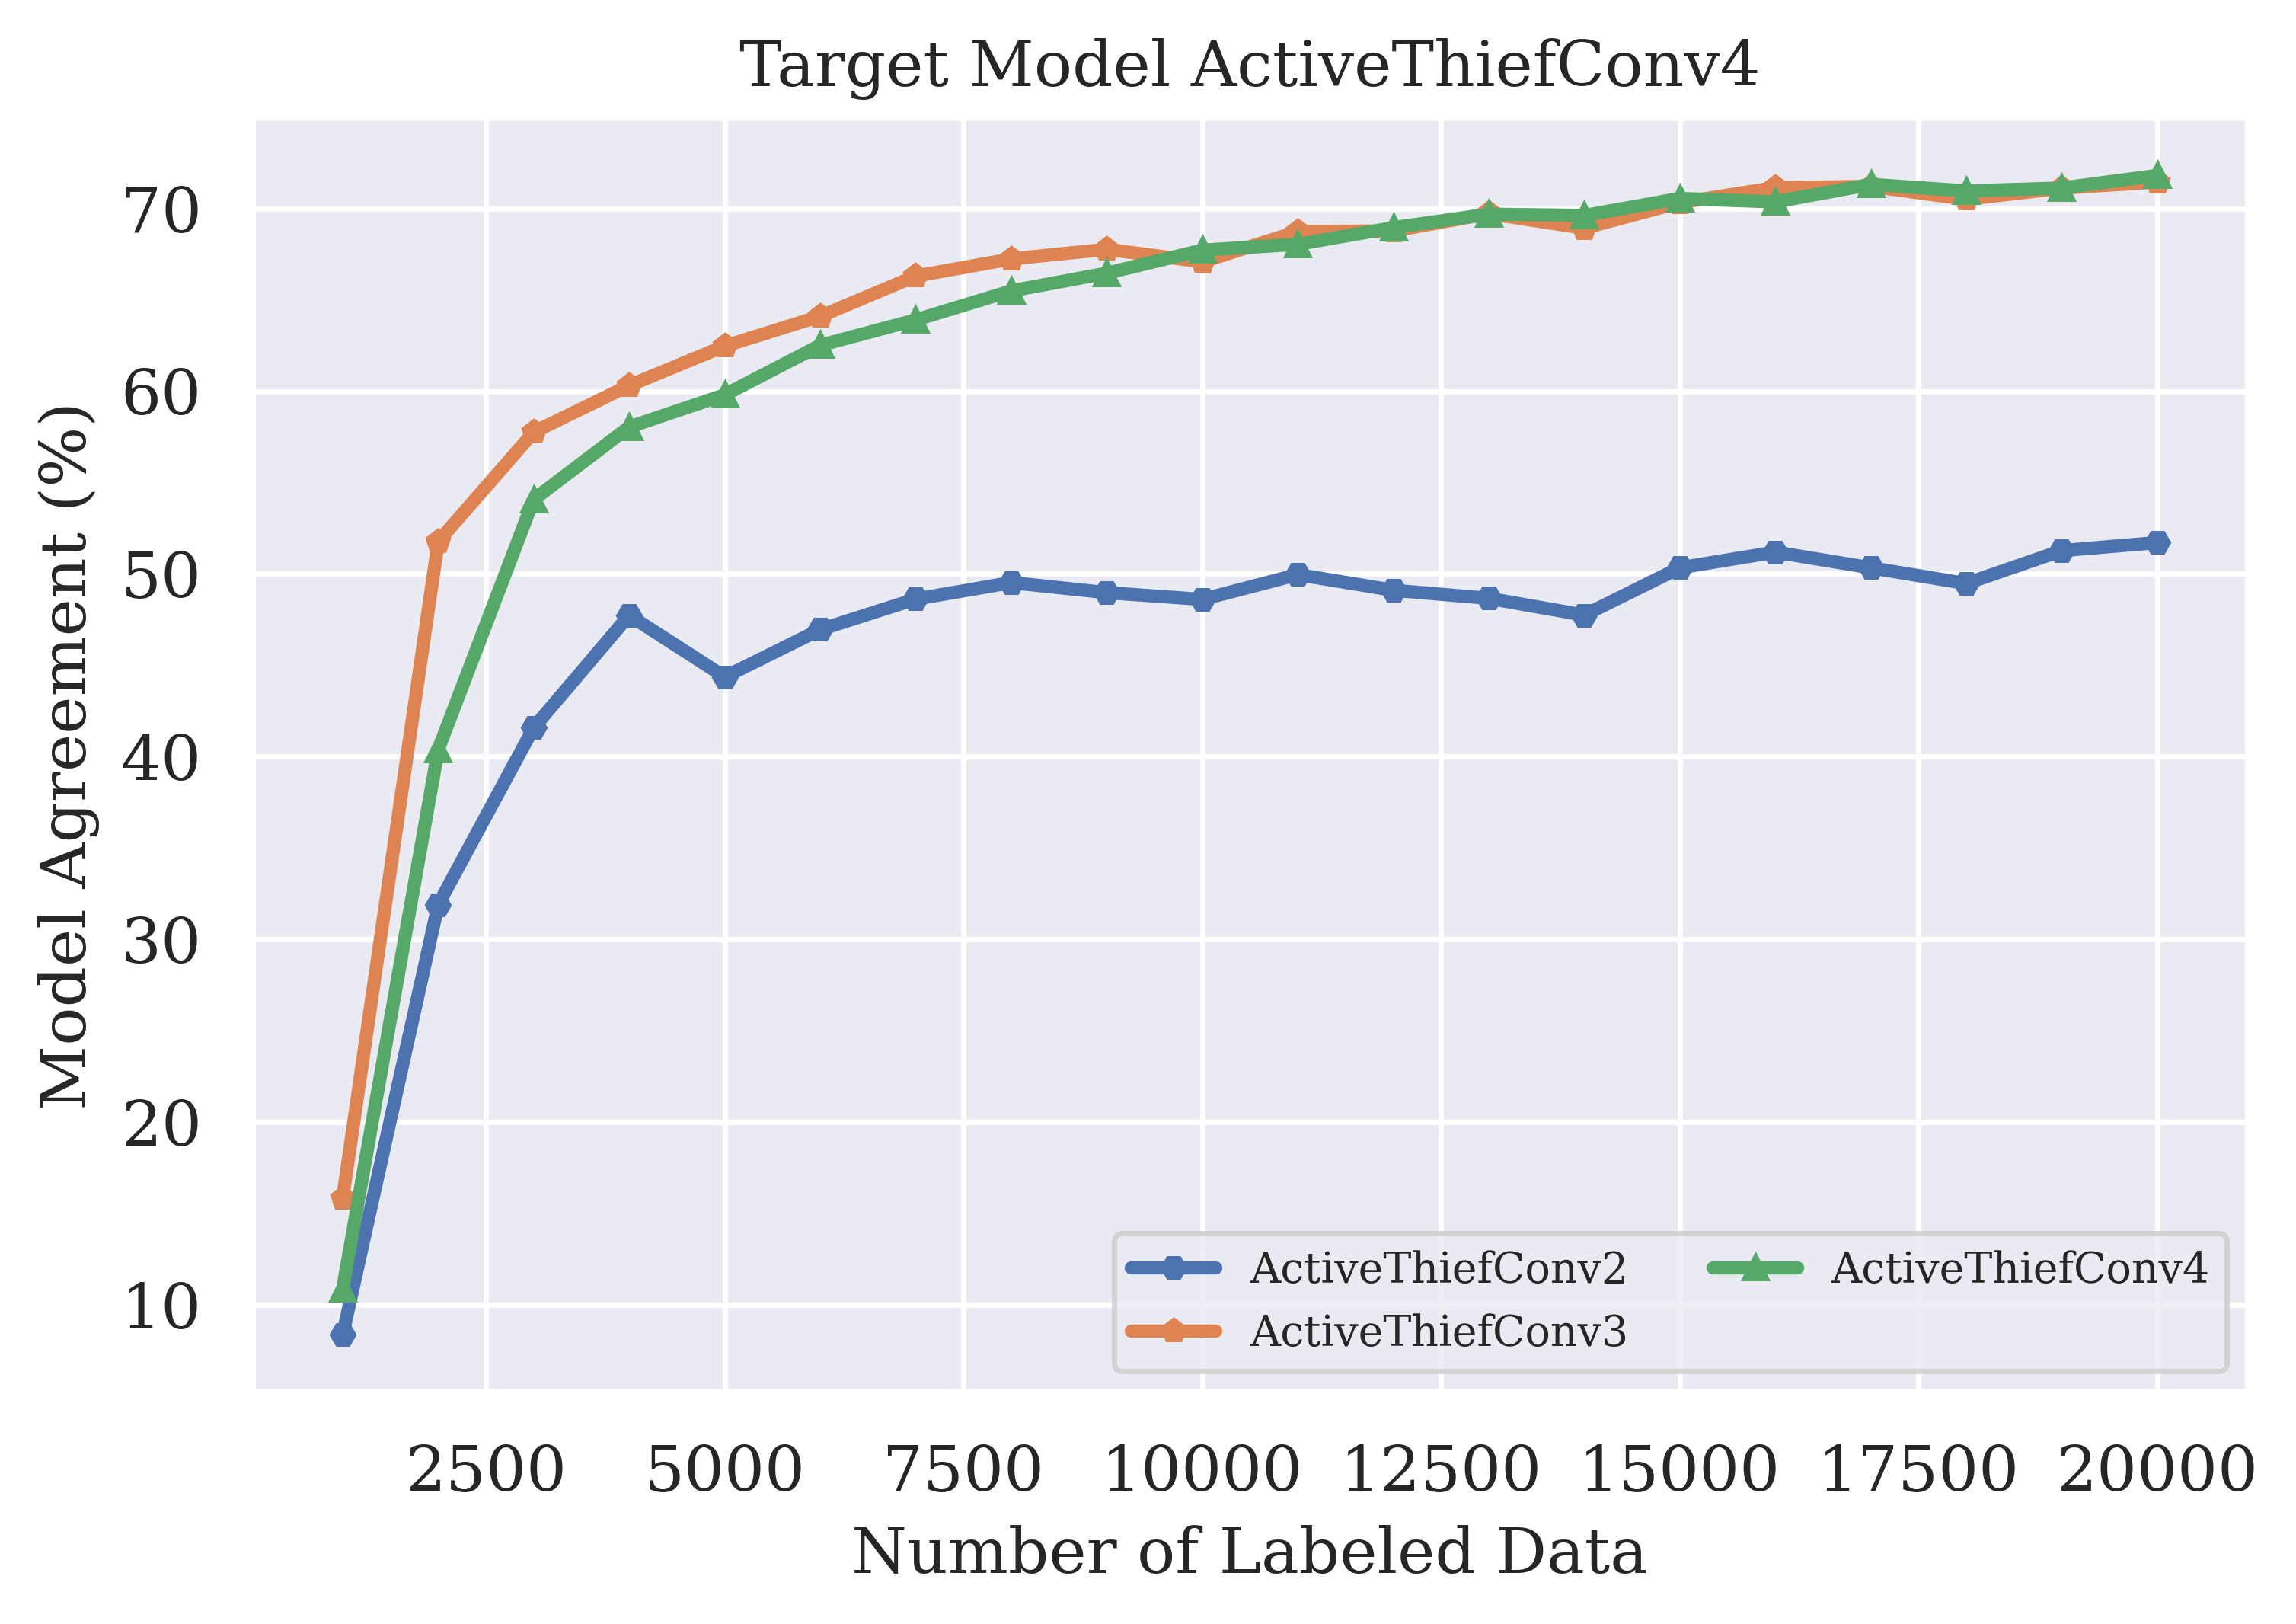 Target Model ActiveThiefConv4
Model Agreement (%)
70
60
50
40
30
20
10
ActiveThiefConv2
ActiveThiefConv3
ActiveThiefConv4
2500 5000 7500 10000 12500 15000 17500 20000
Number of Labeled Data